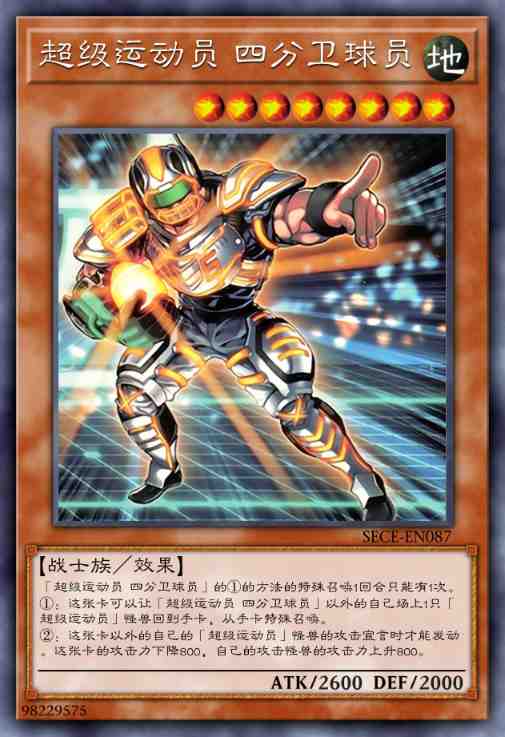 超级运动员 四分卫球员 地
SECE-EN087
【战士族／效果】
「超级运动员 四分卫球员」的①的方法的特殊召唤1回合只能有1次。
①：这张卡可以让「超级运动员 四分卫球员」以外的自己场上1只「
超级运动员」怪兽回到手卡，从手卡特殊召唤。
②：这张卡以外的自己的「超级运动员」怪兽的攻击宣言时才能发动
。这张卡的攻击力下降800，自己的攻击怪兽的攻击力上升800。
ATK/2600 DEF/2000
98229575